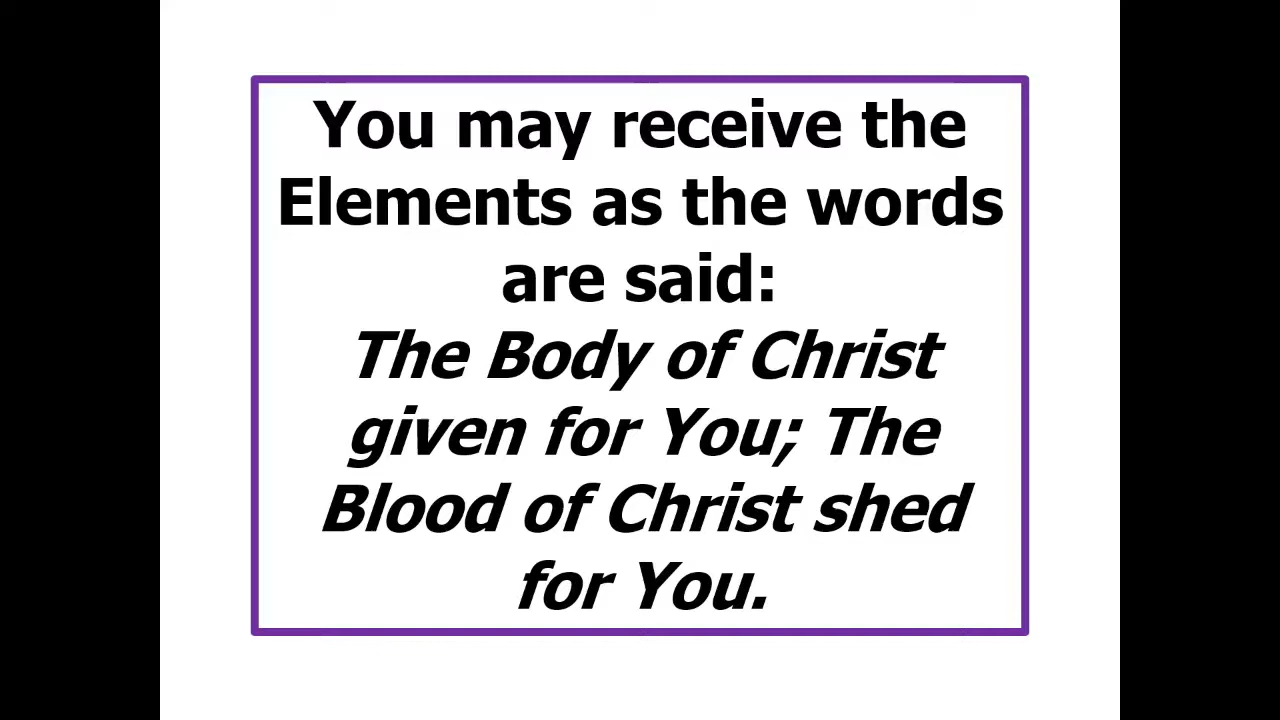 You may receive the
Elements as the words
are said:
The Body of Christ
given for You; The
Blood of Christ shed
for You.